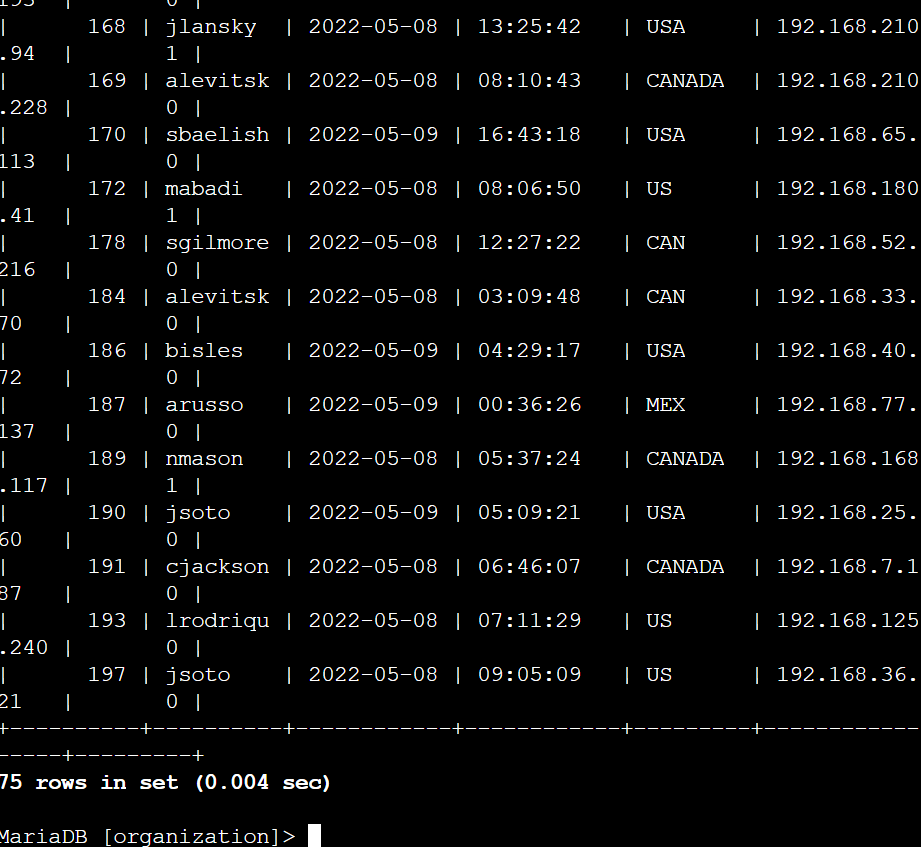 193  |        0 |
|      168 | jlansky  | 2022-05-08 | 13:25:42   | USA     | 192.168.210
.94  |       1 |
|      169 | alevitsk | 2022-05-08 | 08:10:43   | CANADA  | 192.168.210
.228 |       0 |
|      170 | sbaelish | 2022-05-09 | 16:43:18   | USA     | 192.168.65.
113  |       0 |
|      172 | mabadi   | 2022-05-08 | 08:06:50   | US      | 192.168.180
.41  |       1 |
|      178 | sgilmore | 2022-05-08 | 12:27:22   | CAN     | 192.168.52.
216  |       0 |
|      184 | alevitsk | 2022-05-08 | 03:09:48   | CAN     | 192.168.33.
70   |       0 |
|      186 | bisles   | 2022-05-09 | 04:29:17   | USA     | 192.168.40.
72   |       0 |
|      187 | arusso   | 2022-05-09 | 00:36:26   | MEX     | 192.168.77.
137  |       0 |
|      189 | nmason   | 2022-05-08 | 05:37:24   | CANADA  | 192.168.168
.117 |       1 |
|      190 | jsoto    | 2022-05-09 | 05:09:21   | USA     | 192.168.25.
60   |       0 |
|      191 | cjackson | 2022-05-08 | 06:46:07   | CANADA  | 192.168.7.1
87   |       0 |
|      193 | lrodriqu | 2022-05-08 | 07:11:29   | US      | 192.168.125
.240 |       0 |
|      197 | jsoto    | 2022-05-08 | 09:05:09   | US      | 192.168.36.
21   |       0 |
+----------+----------+------------+------------+---------+------------
-----+---------+
75 rows in set (0.004 sec)
MariaDB [organization]>